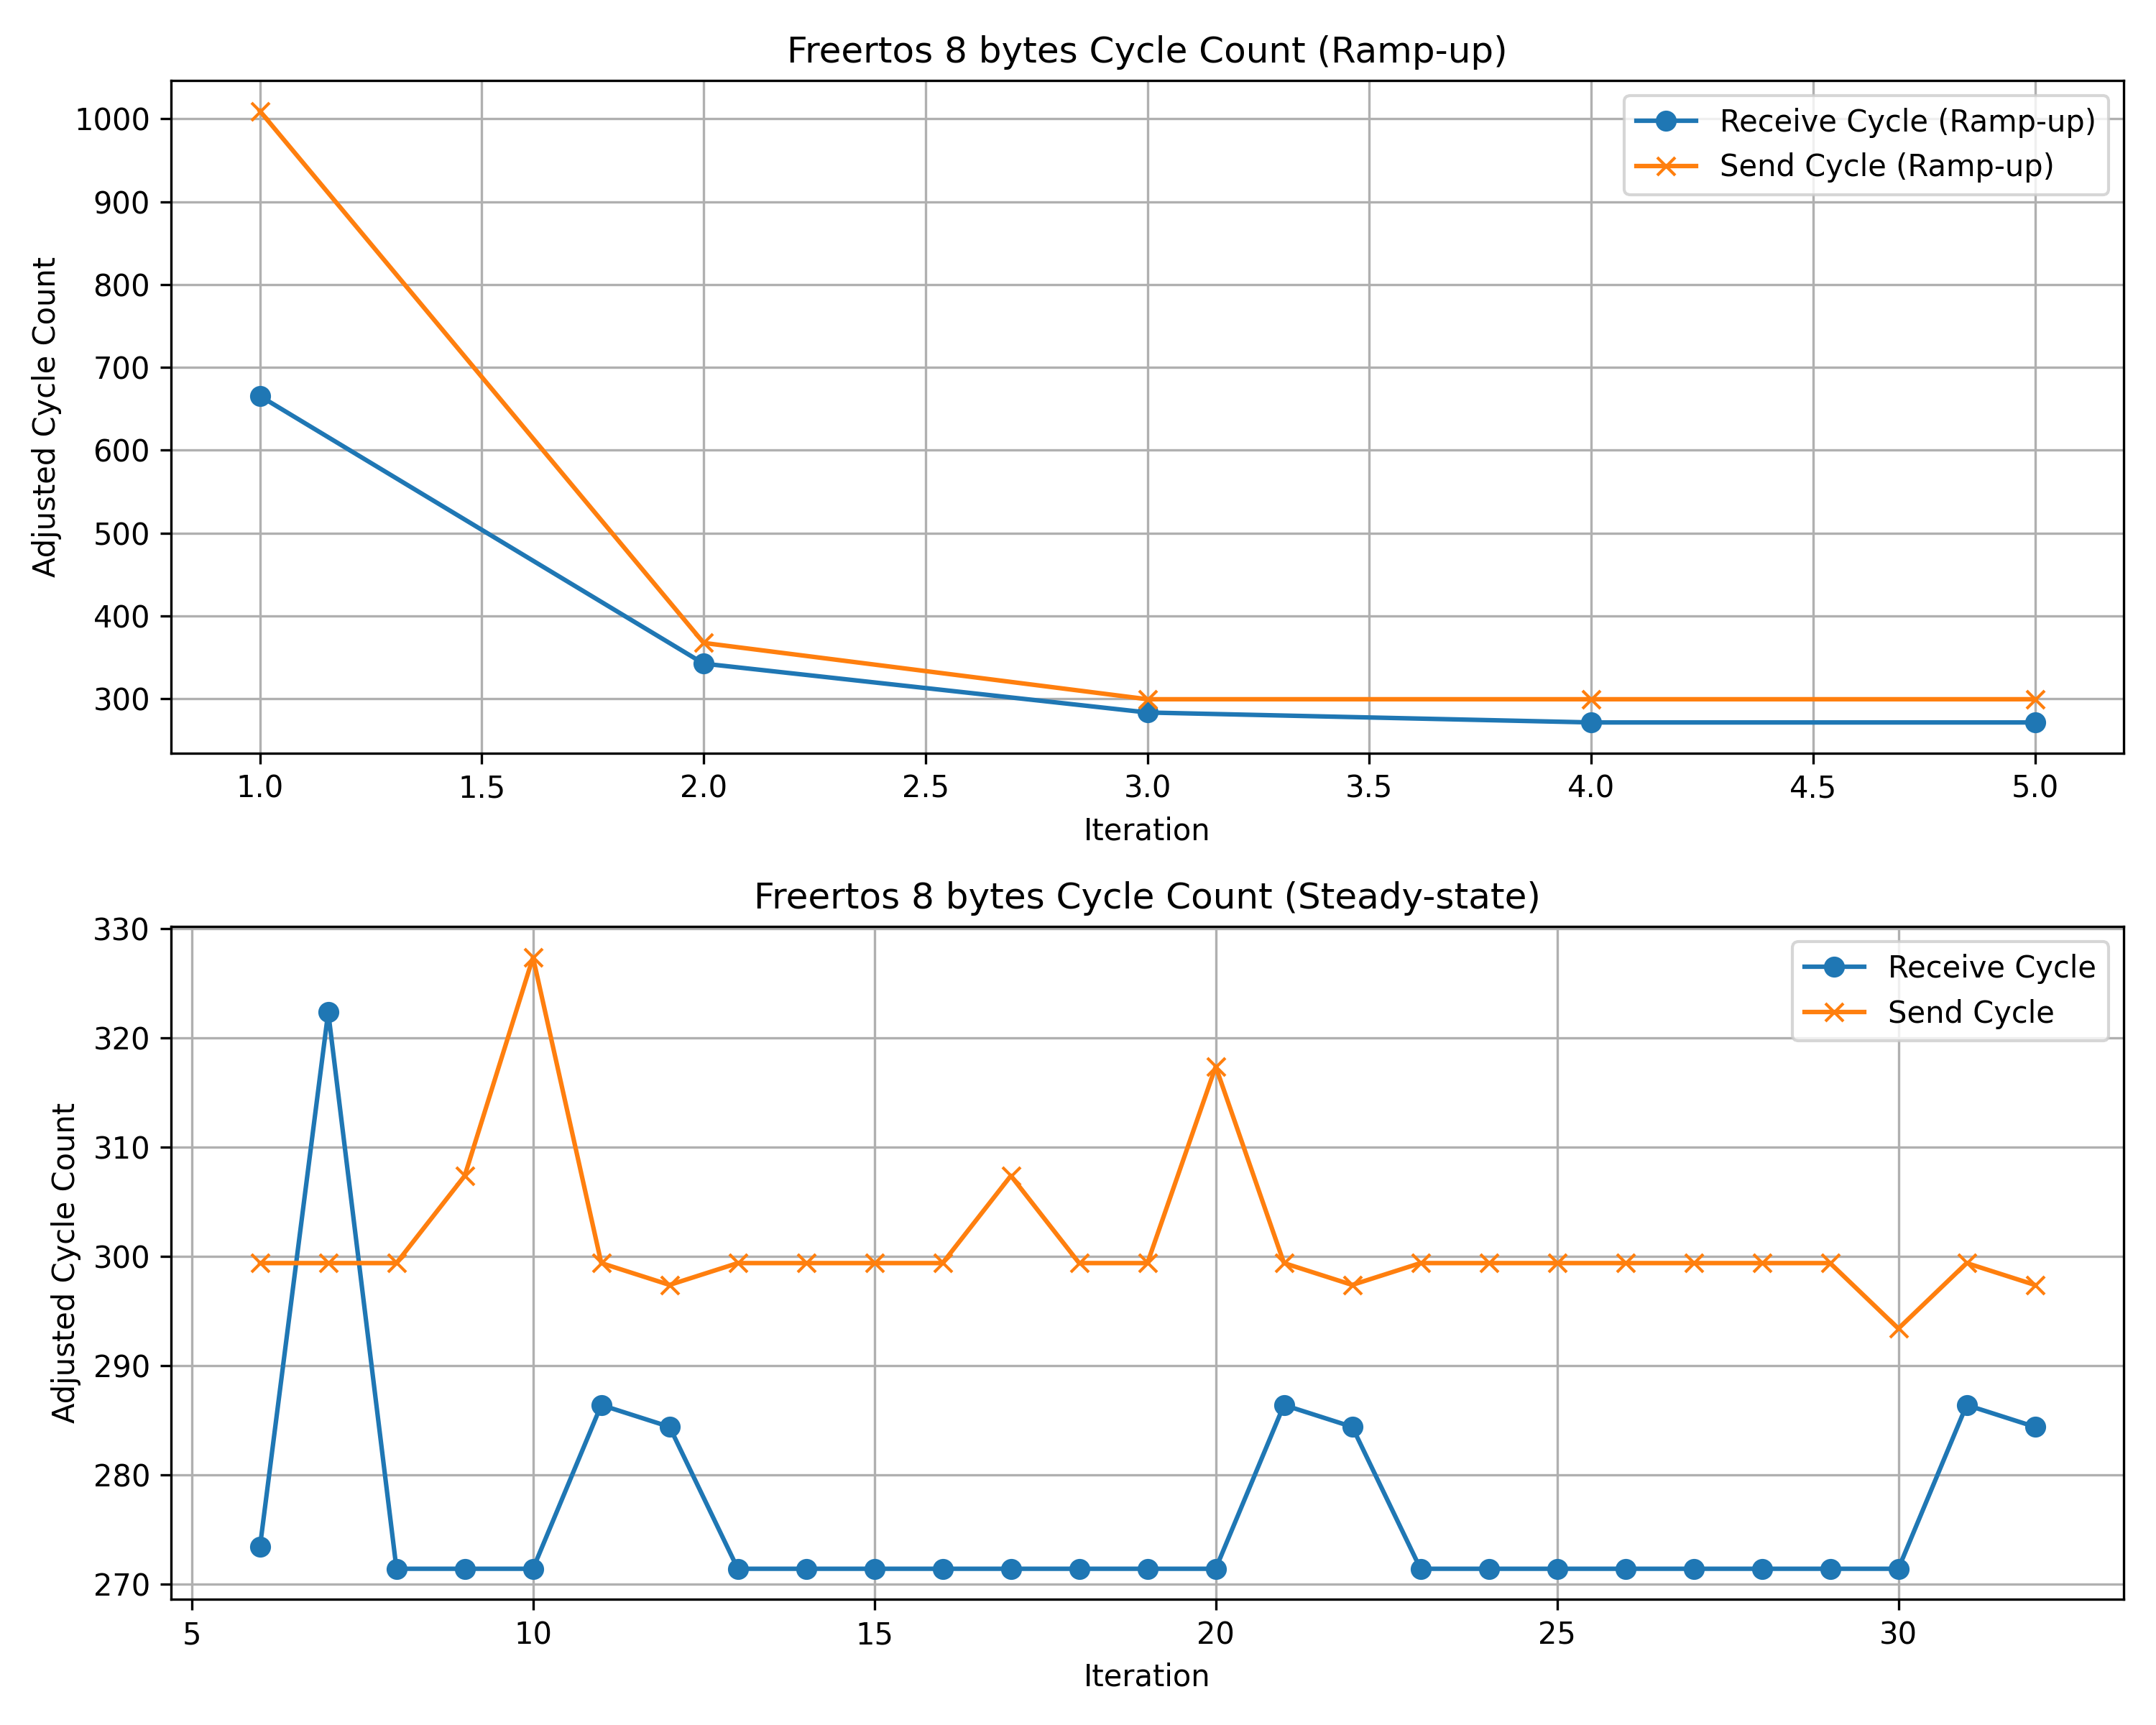 Freertos 8 bytes Cycle Count (Ramp-up)
Adjusted Cycle Count
1000
900
800
700
600
500
400
300
Receive Cycle (Ramp-up)
Send Cycle (Ramp-up)
1.0 1.5 2.0 2.5 3.0 3.5 4.0 4.5 5.0
Iteration
Freertos 8 bytes Cycle Count (Steady-state)
Adjusted Cycle Count
330
320
310
300
290
280
270
Receive Cycle
Send Cycle
5 10 15 20 25 30
Iteration